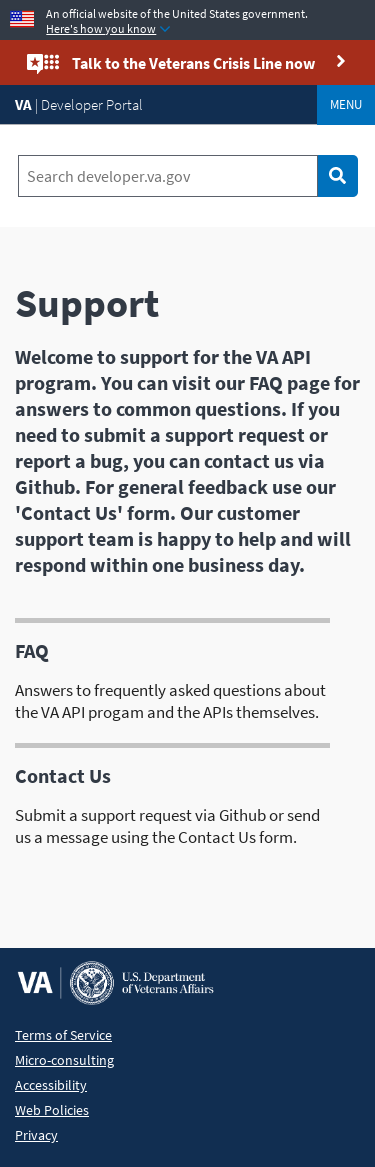 An official website of the United States government.
Here's how you know
Talk to the Veterans Crisis Line now
VA | Developer Portal
MENU
Search developer.va.gov
Support
Welcome to support for the VA API
program. You can visit our FAQ page for
answers to common questions. If you
need to submit a support request or
report a bug, you can contact us via
Github. For general feedback use our
'Contact Us' form. Our customer
support team is happy to help and will
respond within one business day.
FAQ
Answers to frequently asked questions about
the VA API progam and the APIs themselves.
Contact Us
Submit a support request via Github or send
us a message using the Contact Us form.
VA
U.S. Department
of Veterans Affairs
Terms of Service
Micro-consulting
Accessibility
Web Policies
Privacy